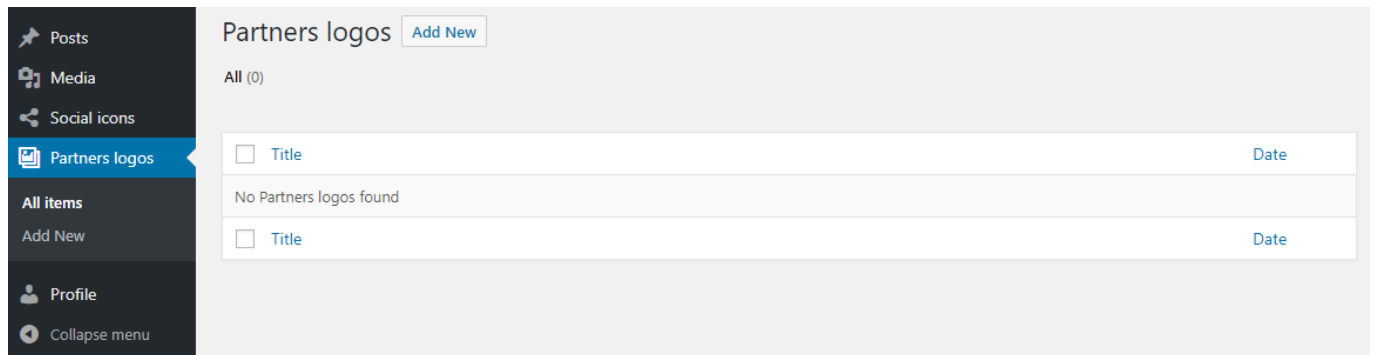 Posts
Media
Social icons
Partners logos
All items
Add New
Profile
Collapse menu
Partners logos Add New
All (0)
Title Date
No Partners logos found
Title Date